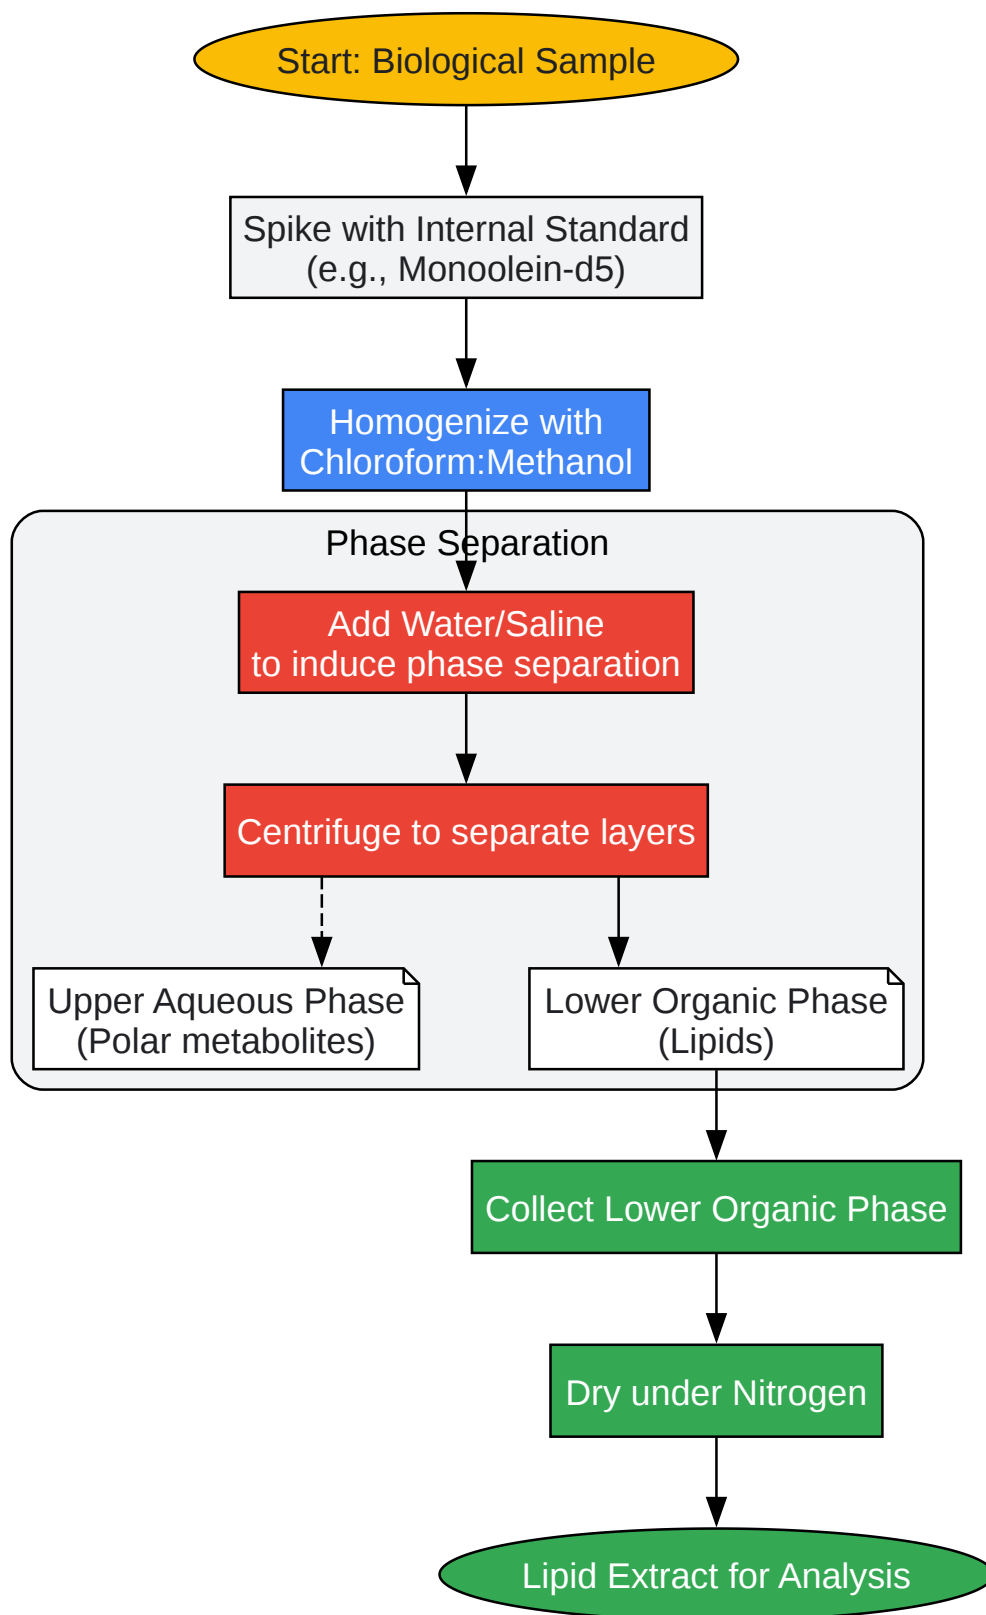 Start: Biological Sample
Spike with Internal Standard
(e.g., Monoolein-d5)
Homogenize with
Chloroform:Methanol
Phase Separation
Add Water/Saline
to induce phase separation
Centrifuge to separate layers
Upper Aqueous Phase
(Polar metabolites)
Lower Organic Phase
(Lipids)
Collect Lower Organic Phase
Dry under Nitrogen
Lipid Extract for Analysis